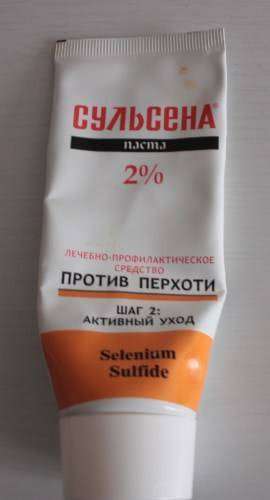 СУЛЬСЕНА®
паста
2%
ЛЕЧЕБНО-ПРОФИЛАКТИЧЕСКОЕ
СРЕДСТВО
ПРОТИВ ПЕРХОТИ
ШАГ 2:
АКТИВНЫЙ УХОД
Selenium
Sulfide